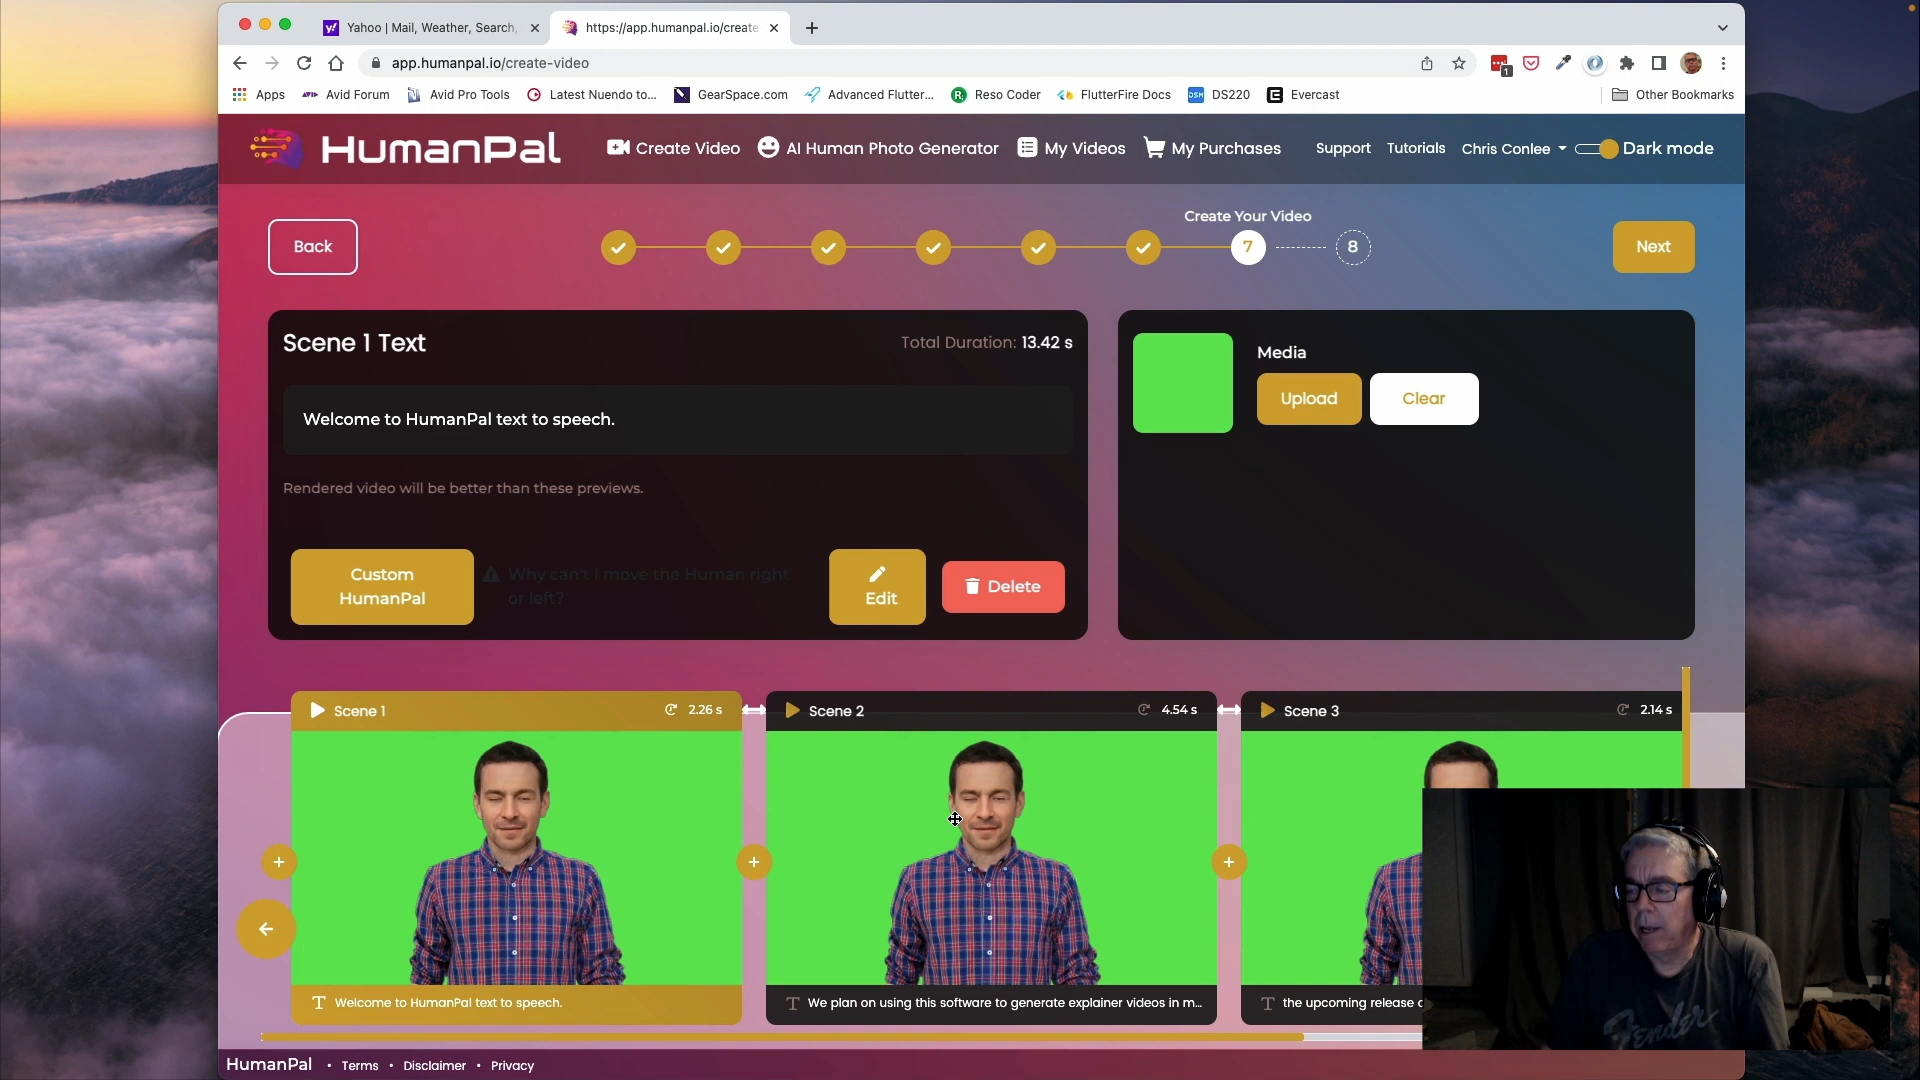 Yahoo | Mail, Weather, Search,
https://app.humanpal.io/create
app.humanpal.io/create-video
1
Apps
Avid Forum
Avid Pro Tools
Latest Nuendo to...
GearSpace.com
Advanced Flutter...
Reso Coder
FlutterFire Docs
DS220
Evercast
Other Bookmarks
HumanPal
Create Video
AI Human Photo Generator
My Videos
My Purchases
Support
Tutorials
Chris Conlee
Dark mode
Back
Create Your Video
7
8
Next
Scene 1 Text
Total Duration: 13.42 s
Welcome to HumanPal text to speech.
Rendered video will be better than these previews.
Custom
HumanPal
Why can't I move the Human right
or left?
Edit
Delete
Media
Upload
Clear
Scene 1
2.26 s
Scene 2
4.54 s
Scene 3
2.14 s
Welcome to HumanPal text to speech.
We plan on using this software to generate explainer videos in m...
the upcoming release
Fender
HumanPal
• Terms
• Disclaimer
• Privacy